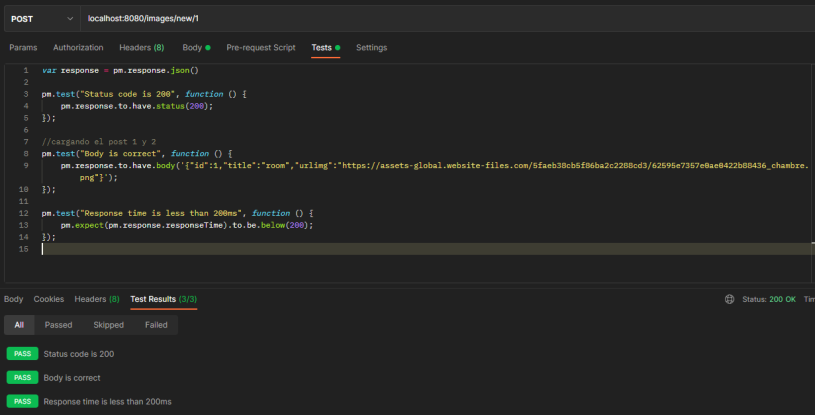 POST localhost:8080/images/new/1
Params Authorization Headers (8) Body Pre-request Script Tests Settings
1 var response = pm.response.json()
2
3 pm.test("Status code is 200", function () {
4 pm.response.to.have.status(200);
5 });
6
7 //cargando el post 1 y 2
8 pm.test("Body is correct", function () {
9 pm.response.to.have.body('{"id":1,"title":"room","urlimg":"https://assets-global.website-files.com/5faeb38cb5f86ba2c2288cd3/62595e7357e0ae0422b88436_chambre.
png"}');
10 });
11
12 pm.test("Response time is less than 200ms", function () {
13 pm.expect(pm.response.responseTime).to.be.below(200);
14 });
15
Body Cookies Headers (8) Test Results (3/3) Status: 200 OK Tim
All Passed Skipped Failed
PASS Status code is 200
PASS Body is correct
PASS Response time is less than 200ms